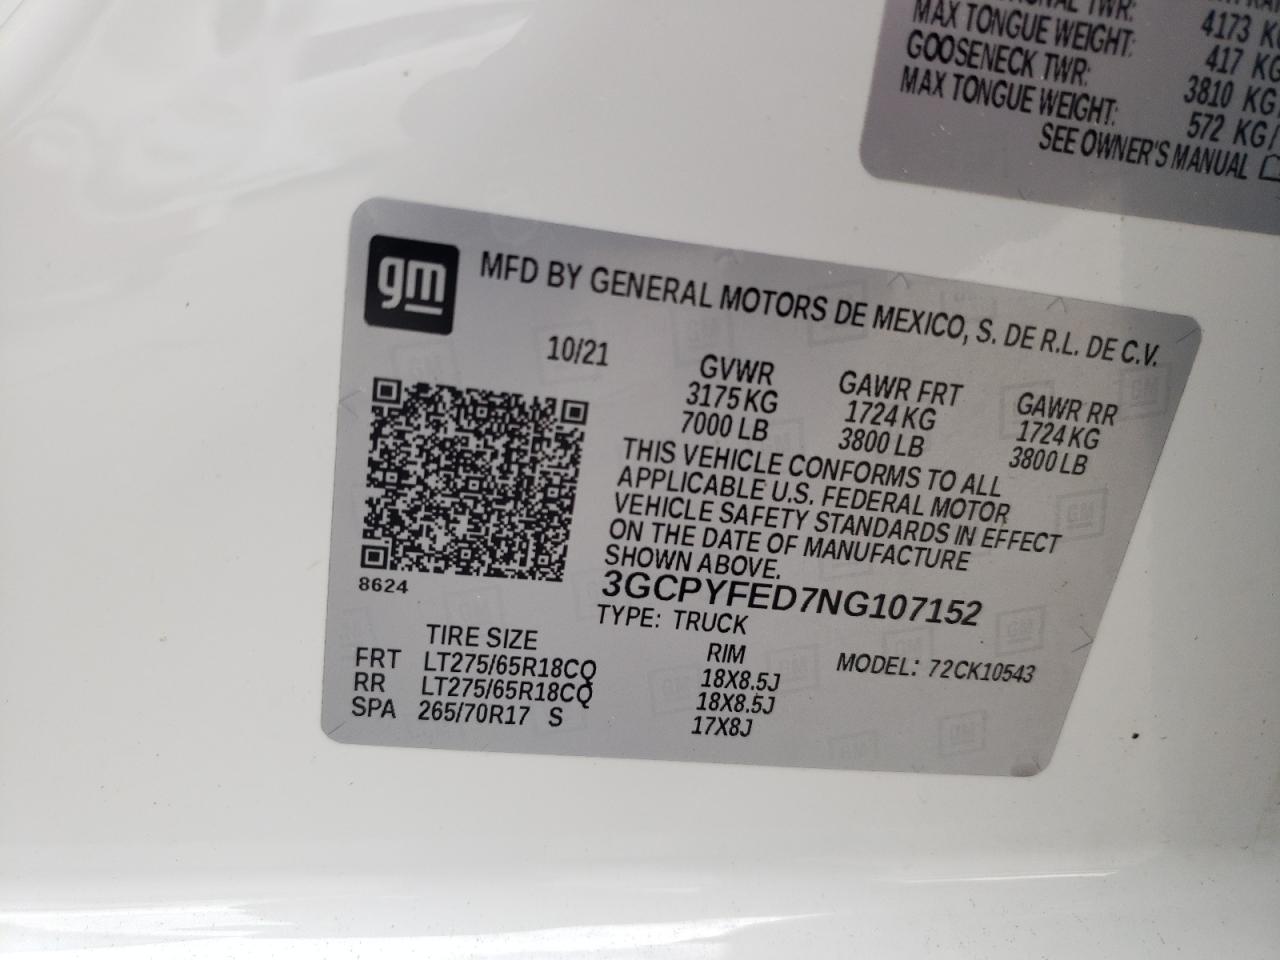 TWR:
4173
MAX TONGUE WEIGHT:
417 KG
GOOSENECK TWR:
3810 KG
MAX TONGUE WEIGHT:
572 KG/
SEE OWNER'S MANUAL
gm
MFD BY GENERAL MOTORS DE MEXICO, S. DE R.L. DE C.V.
10/21
GVWR GAWR FRT GAWR RR
3175 KG 1724 KG 1724 KG
7000 LB 3800 LB 3800 LB
THIS VEHICLE CONFORMS TO ALL
APPLICABLE U.S. FEDERAL MOTOR
VEHICLE SAFETY STANDARDS IN EFFECT
ON THE DATE OF MANUFACTURE
SHOWN ABOVE.
8624
3GCPYFED7NG107152
TYPE: TRUCK
TIRE SIZE RIM MODEL: 72CK10543
FRT LT275/65R18CQ 18X8.5J
RR LT275/65R18CQ 18X8.5J
SPA 265/70R17 S 17X8J